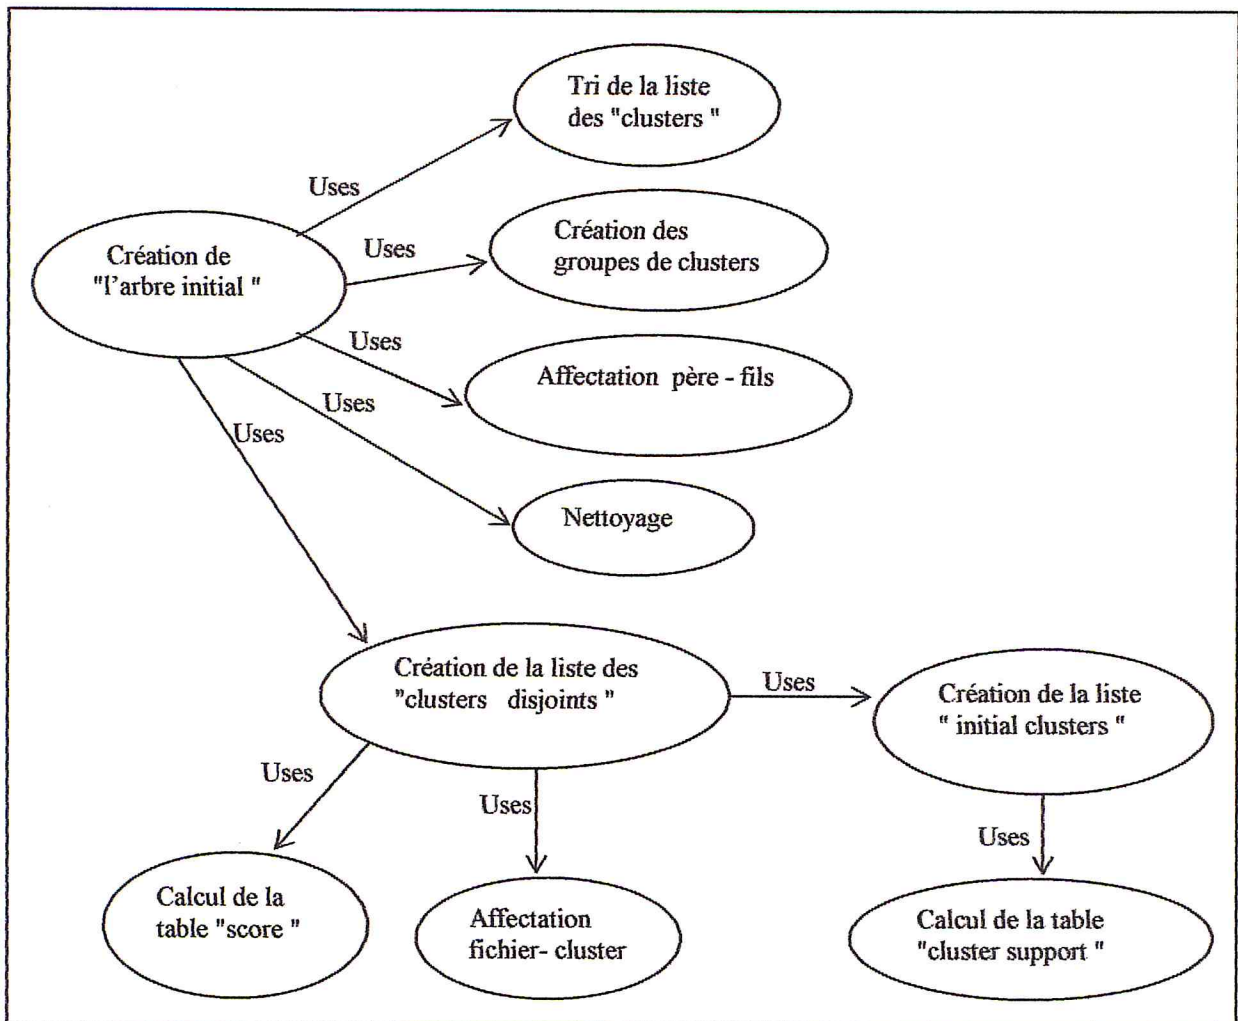 Tri de la liste
des "clusters "
Uses
Création des
groupes de clusters
Uses
Création de
"l'arbre initial "
Uses
Affectation père - fils
Uses
Uses
Nettoyage
Création de la liste des
"clusters disjoints "
Uses
Création de la liste
" initial clusters "
Uses
Uses
Uses
Calcul de la
table "score "
Affectation
fichier- cluster
Calcul de la table
"cluster support "